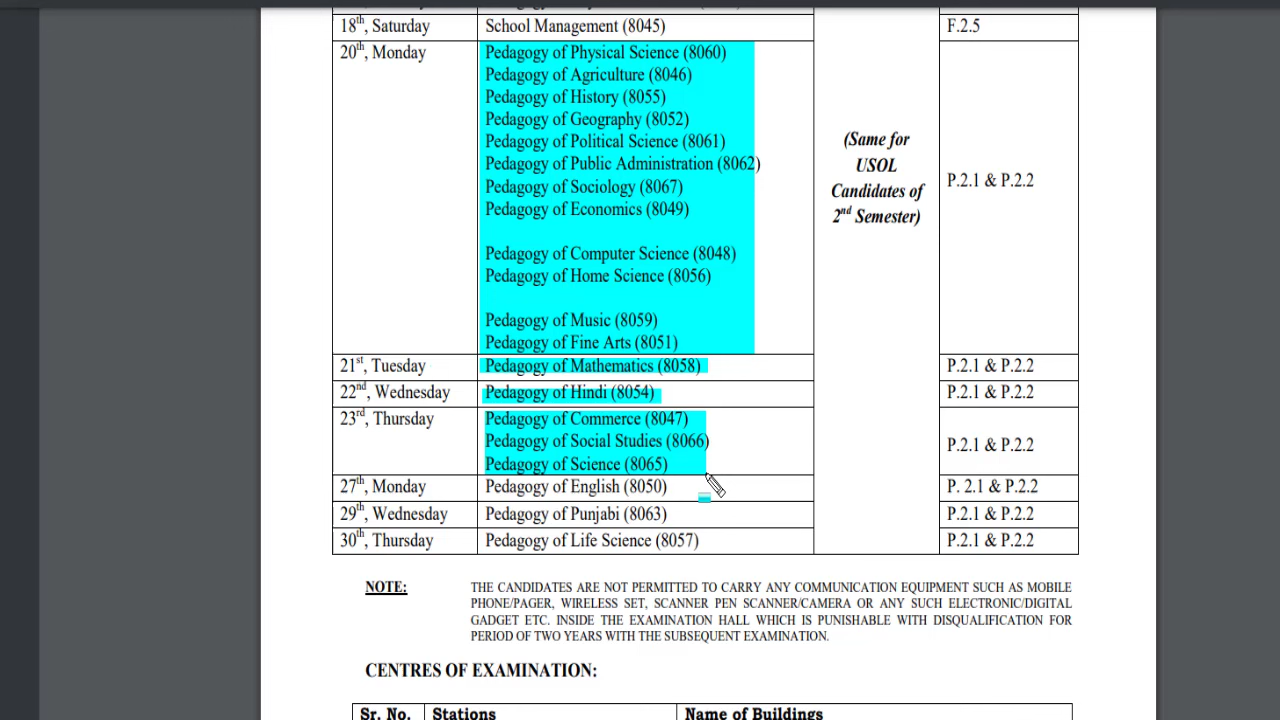 18th, Saturday School Management (8045) F.2.5
20th, Monday Pedagogy of Physical Science (8060)
Pedagogy of Agriculture (8046)
Pedagogy of History (8055)
Pedagogy of Geography (8052)
Pedagogy of Political Science (8061)
Pedagogy of Public Administration (8062)
Pedagogy of Sociology (8067)
Pedagogy of Economics (8049)
Pedagogy of Computer Science (8048)
Pedagogy of Home Science (8056)
Pedagogy of Music (8059)
Pedagogy of Fine Arts (8051)
(Same for
USOL
Candidates of
2nd Semester)
P.2.1 & P.2.2
21st, Tuesday Pedagogy of Mathematics (8058) P.2.1 & P.2.2
22nd, Wednesday Pedagogy of Hindi (8054) P.2.1 & P.2.2
23rd, Thursday Pedagogy of Commerce (8047)
Pedagogy of Social Studies (8066)
Pedagogy of Science (8065)
P.2.1 & P.2.2
27th, Monday Pedagogy of English (8050) P. 2.1 & P.2.2
29th, Wednesday Pedagogy of Punjabi (8063) P.2.1 & P.2.2
30th, Thursday Pedagogy of Life Science (8057) P.2.1 & P.2.2
NOTE: THE CANDIDATES ARE NOT PERMITTED TO CARRY ANY COMMUNICATION EQUIPMENT SUCH AS MOBILE
PHONE/PAGER, WIRELESS SET, SCANNER PEN SCANNER/CAMERA OR ANY SUCH ELECTRONIC/DIGITAL
GADGET ETC. INSIDE THE EXAMINATION HALL WHICH IS PUNISHABLE WITH DISQUALIFICATION FOR
PERIOD OF TWO YEARS WITH THE SUBSEQUENT EXAMINATION.
CENTRES OF EXAMINATION:
Sr. No. Stations Name of Buildings